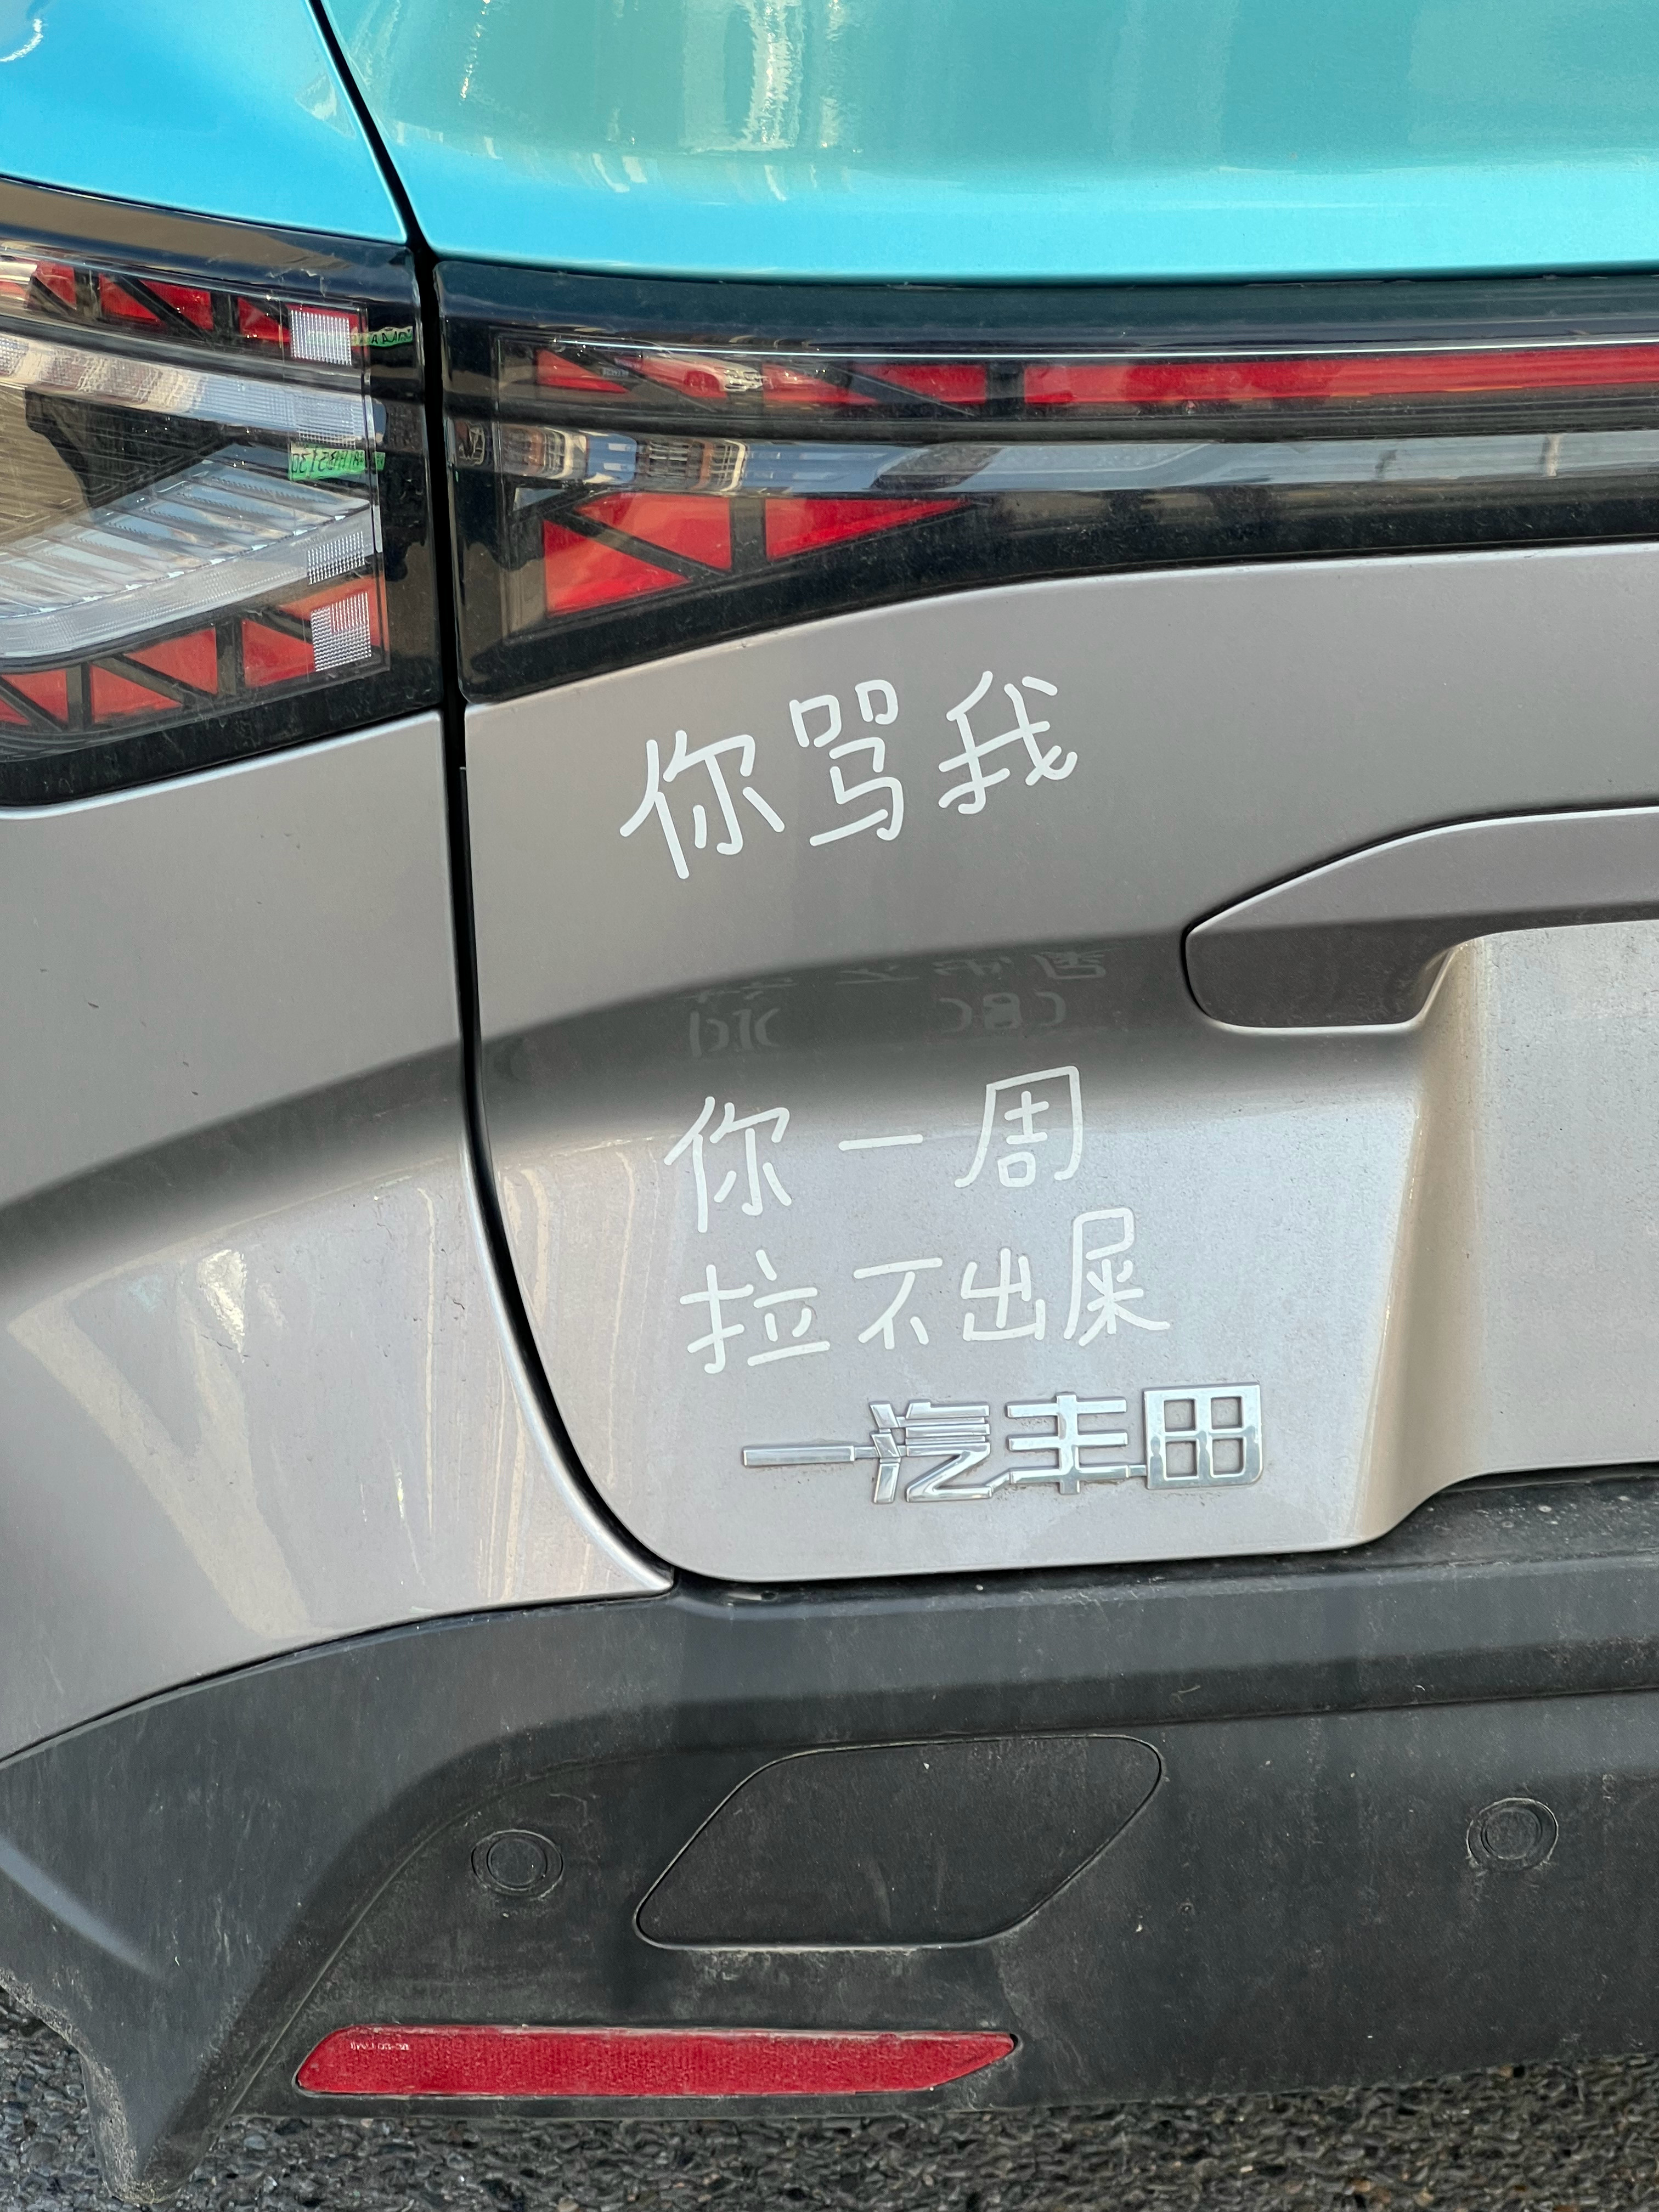 你骂我
你一周
拉不出屎
一汽丰田